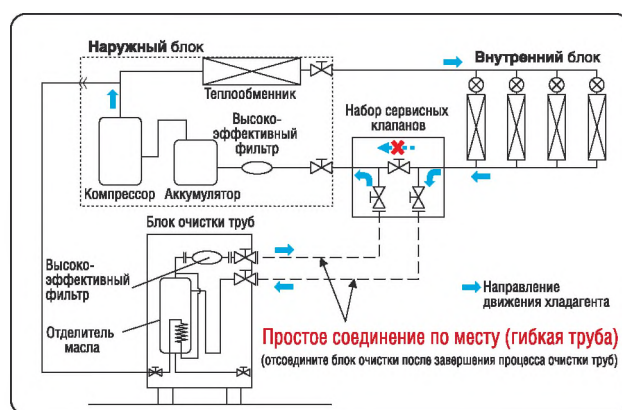 Наружный блок
Внутренний блок
Теплообменник
Набор сервисных
клапанов
Высоко-
эффективный
фильтр
Компрессор
Аккумулятор
Блок очистки труб
Высоко-
эффективный
фильтр
Отделитель
масла
Направление
движения хладагента
Простое соединение по месту (гибкая труба)
(отсоедините блок очистки после завершения процесса очистки труб)